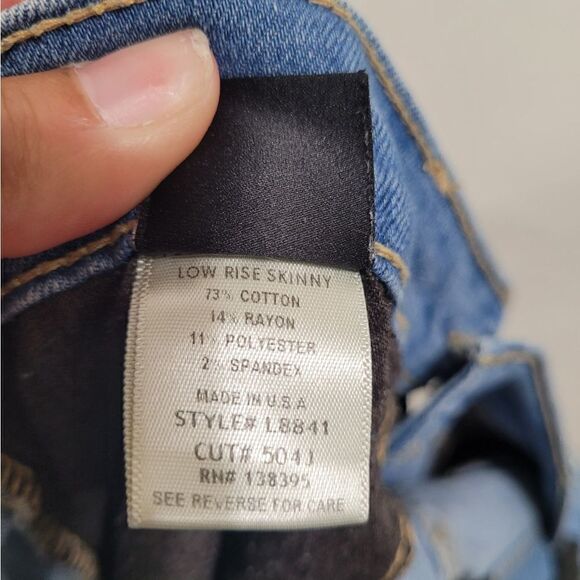 LOW RISE SKINNY
73% COTTON
14% RAYON
11% POLYESTER
2% SPANDEX
MADE IN U.S.A
STYLE# L8841
CUT# 504J
RN# 138395
SEE REVERSE FOR CARE